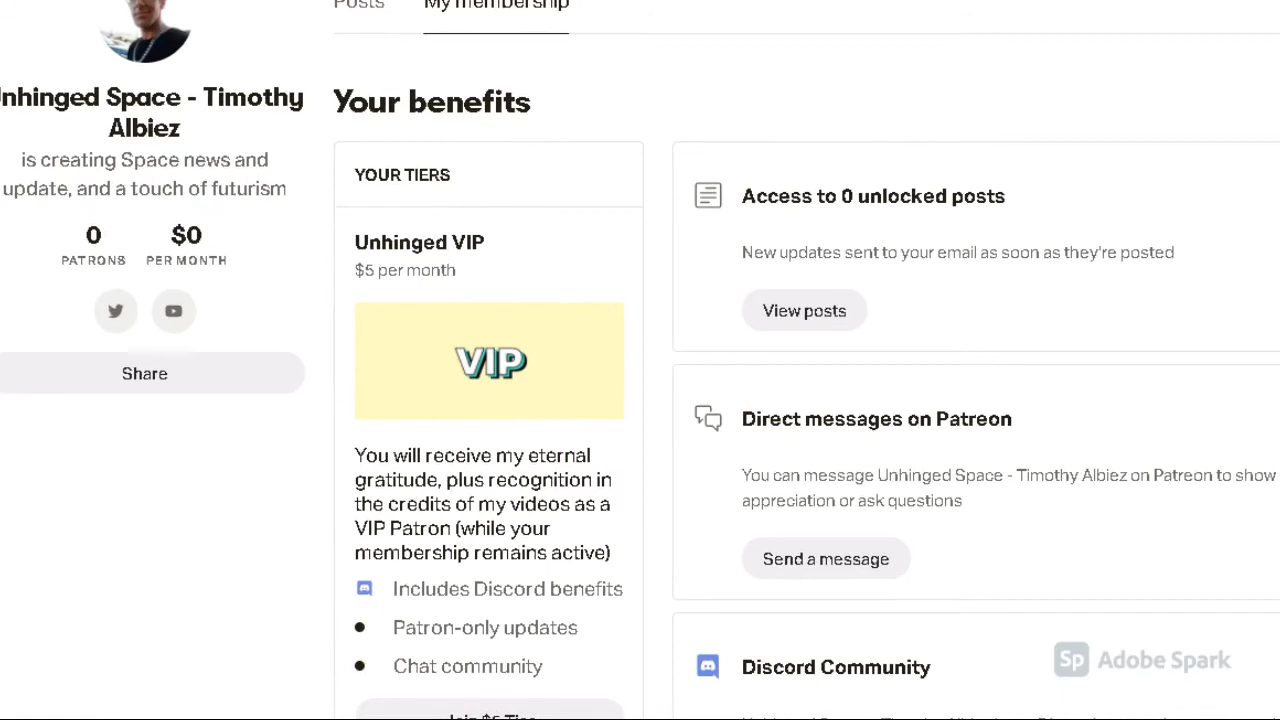 Posts
My membership
Unhinged Space - Timothy
Albiez
is creating Space news and
update, and a touch of futurism
0
PATRONS
$0
PER MONTH
Share
Your benefits
YOUR TIERS
Unhinged VIP
$5 per month
VIP
You will receive my eternal
gratitude, plus recognition in
the credits of my videos as a
VIP Patron (while your
membership remains active)
Includes Discord benefits
Patron-only updates
Chat community
Join $5 Tier
Access to 0 unlocked posts
New updates sent to your email as soon as they're posted
View posts
Direct messages on Patreon
You can message Unhinged Space - Timothy Albiez on Patreon to show
appreciation or ask questions
Send a message
Discord Community
Sp Adobe Spark